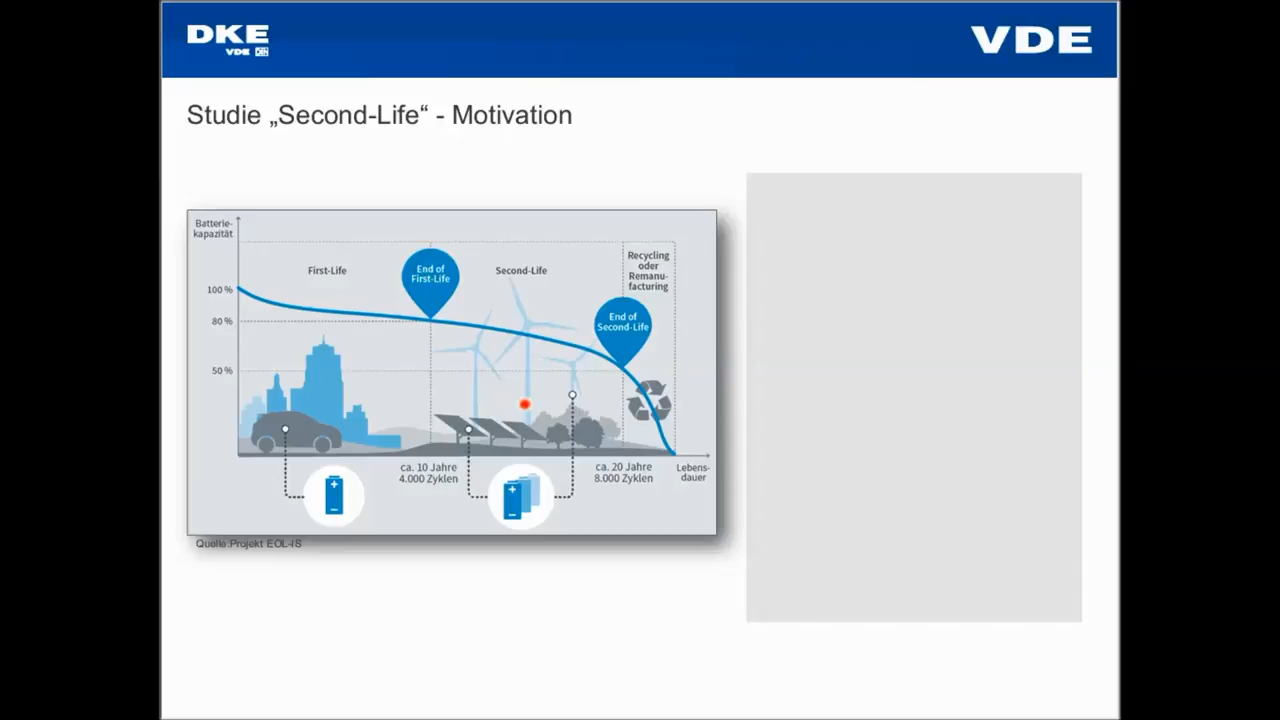 DKE
VDE DIN
VDE
Studie „Second-Life“ - Motivation
Batterie-
kapazität
First-Life
End of
First-Life
Second-Life
Recycling
oder
Remanu-
facturing
100 %
80 %
End of
Second-Life
50 %
ca. 10 Jahre
4.000 Zyklen
ca. 20 Jahre
8.000 Zyklen
Lebens-
dauer
Quelle:Projekt EOL-IS